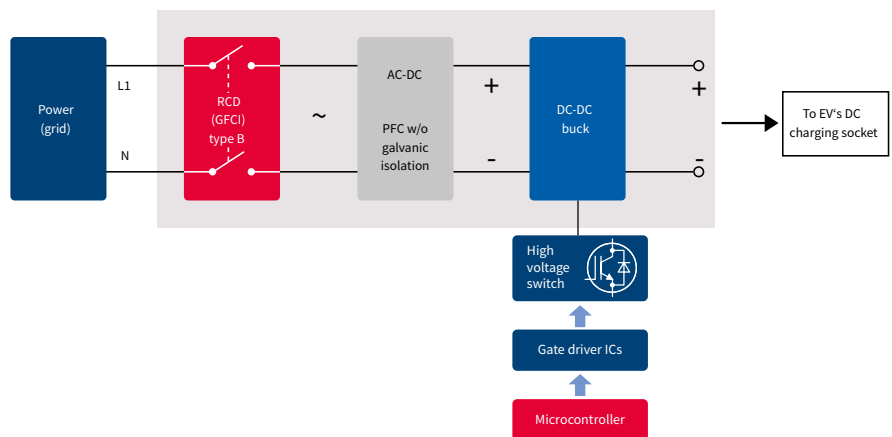 Power
(grid)
L1
N
RCD
(GFCI)
type B
~
AC-DC
PFC w/o
galvanic
isolation
+
-
DC-DC
buck
+
-
To EV's DC
charging socket
High
voltage
switch
Gate driver ICs
Microcontroller